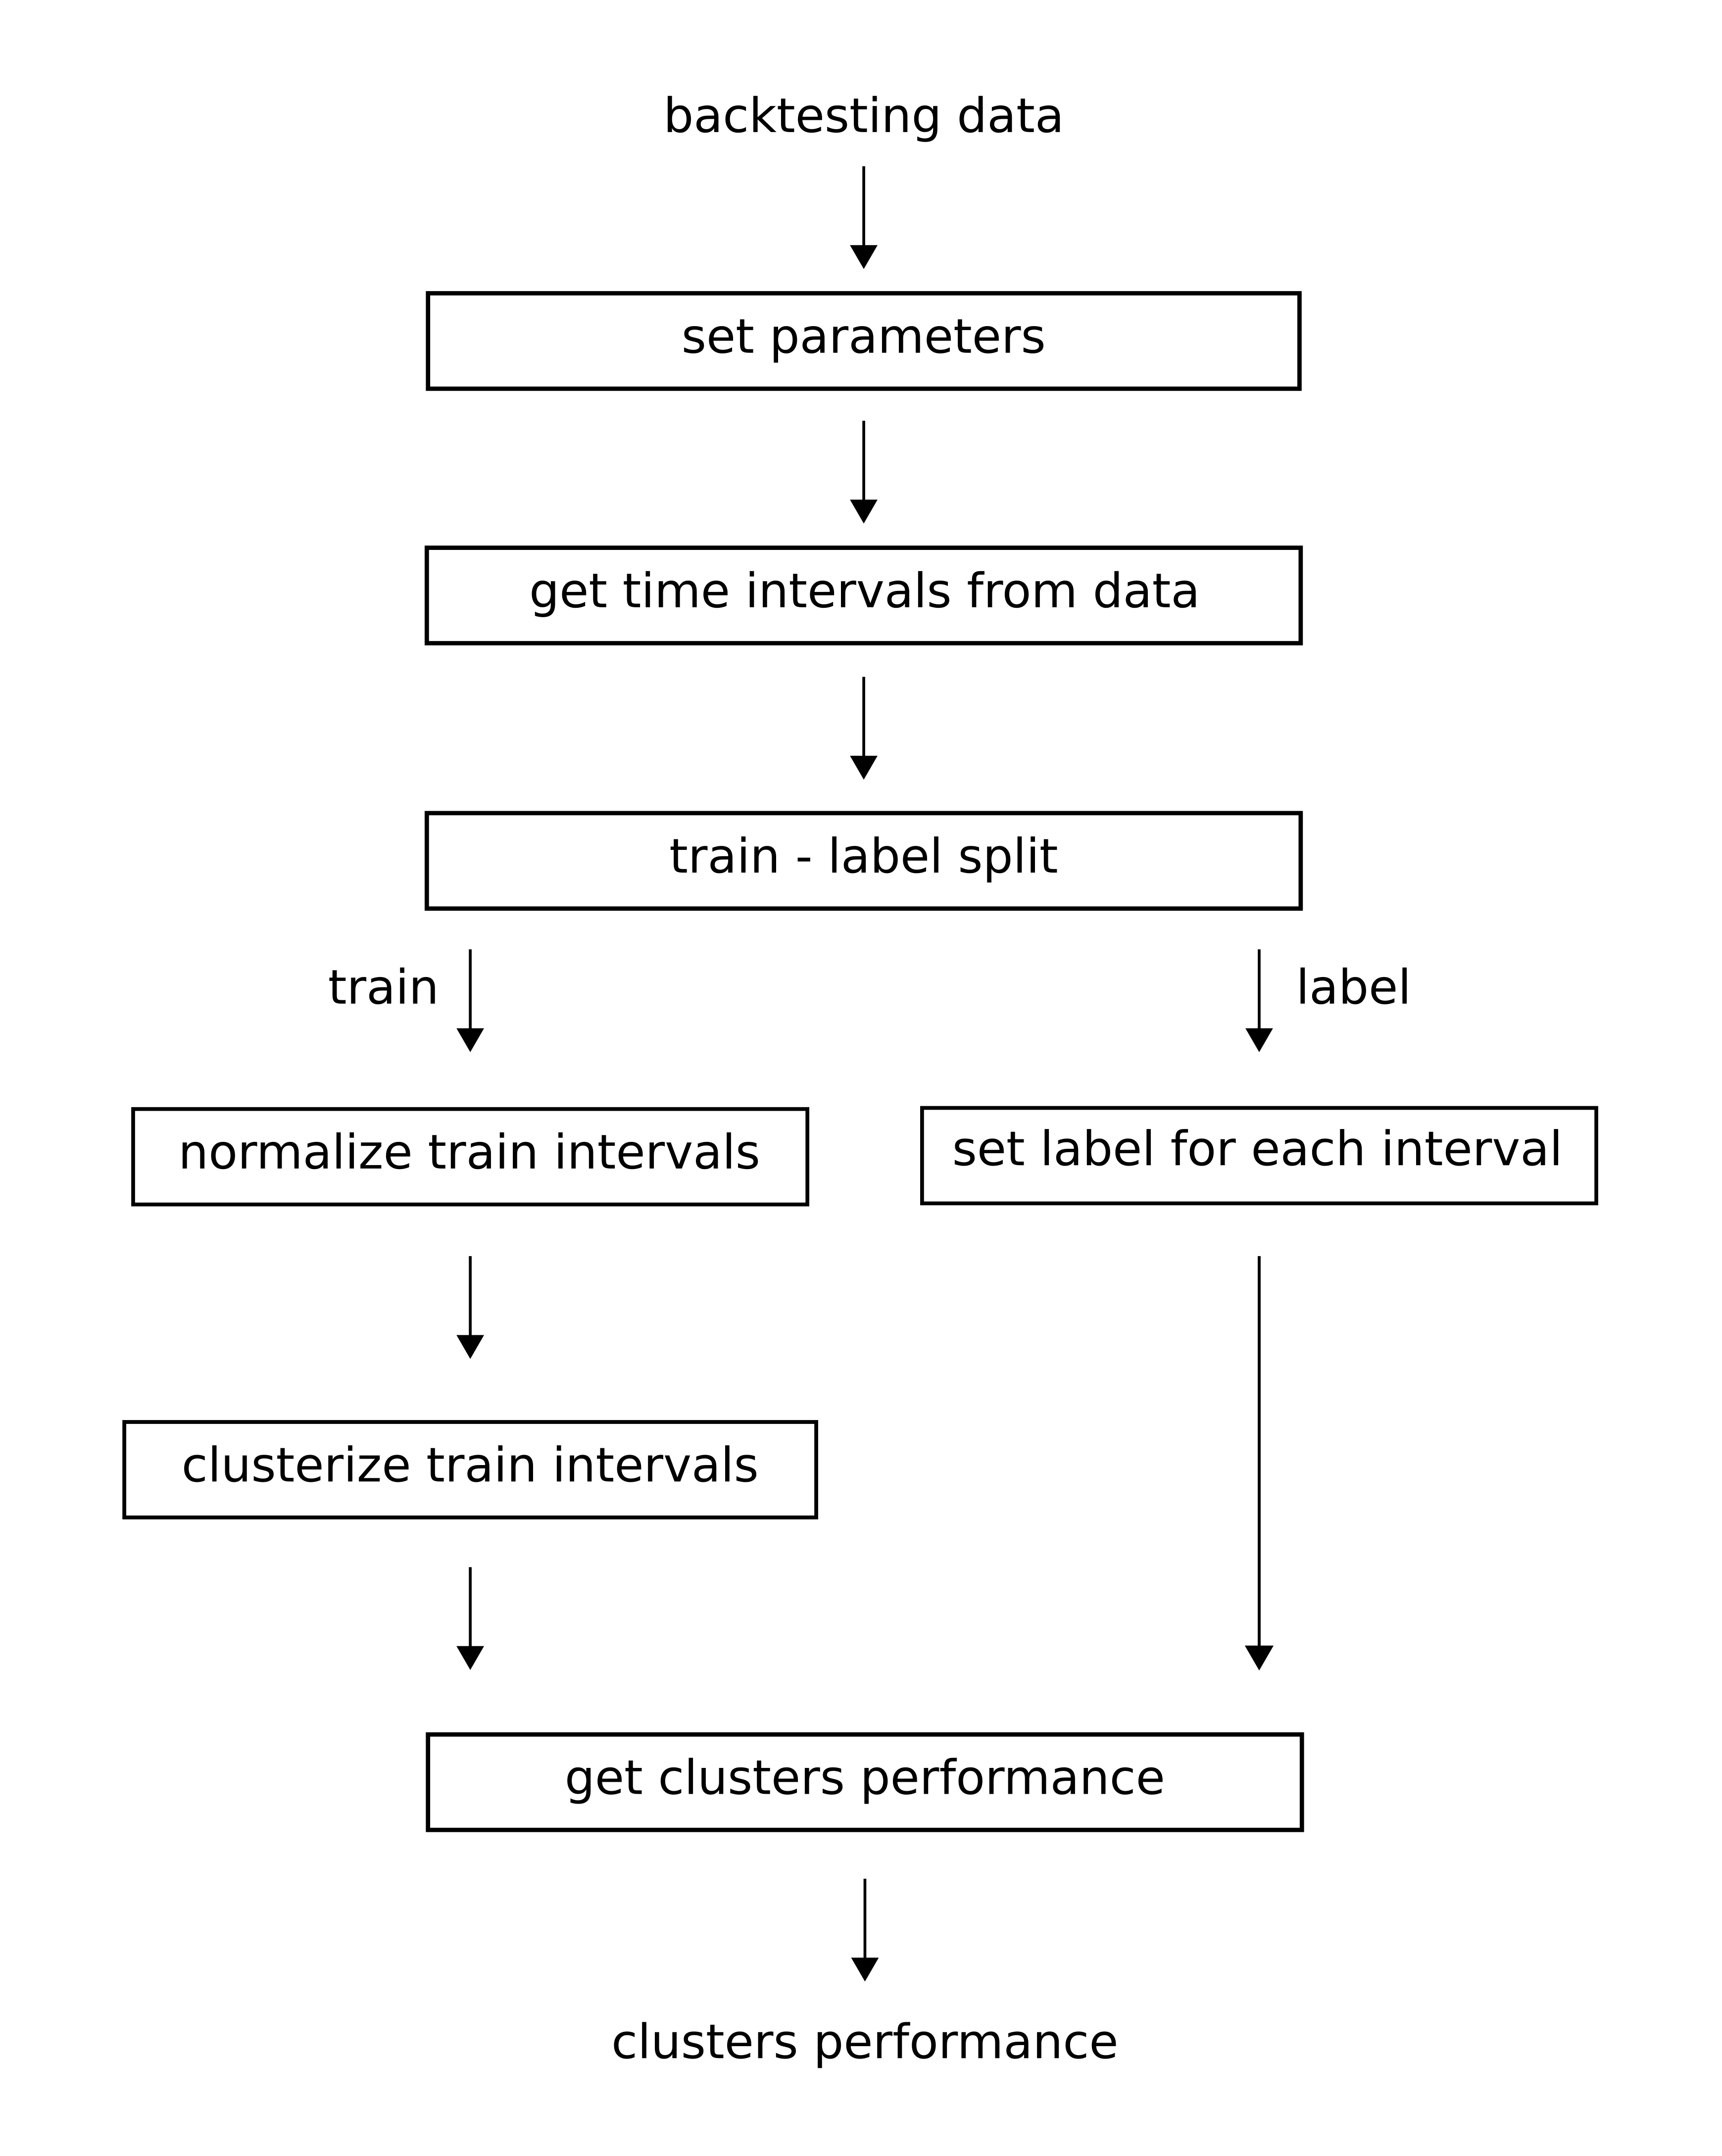 backtesting data
set parameters
get time intervals from data
train - label split
train
label
normalize train intervals
set label for each interval
clusterize train intervals
get clusters performance
clusters performance